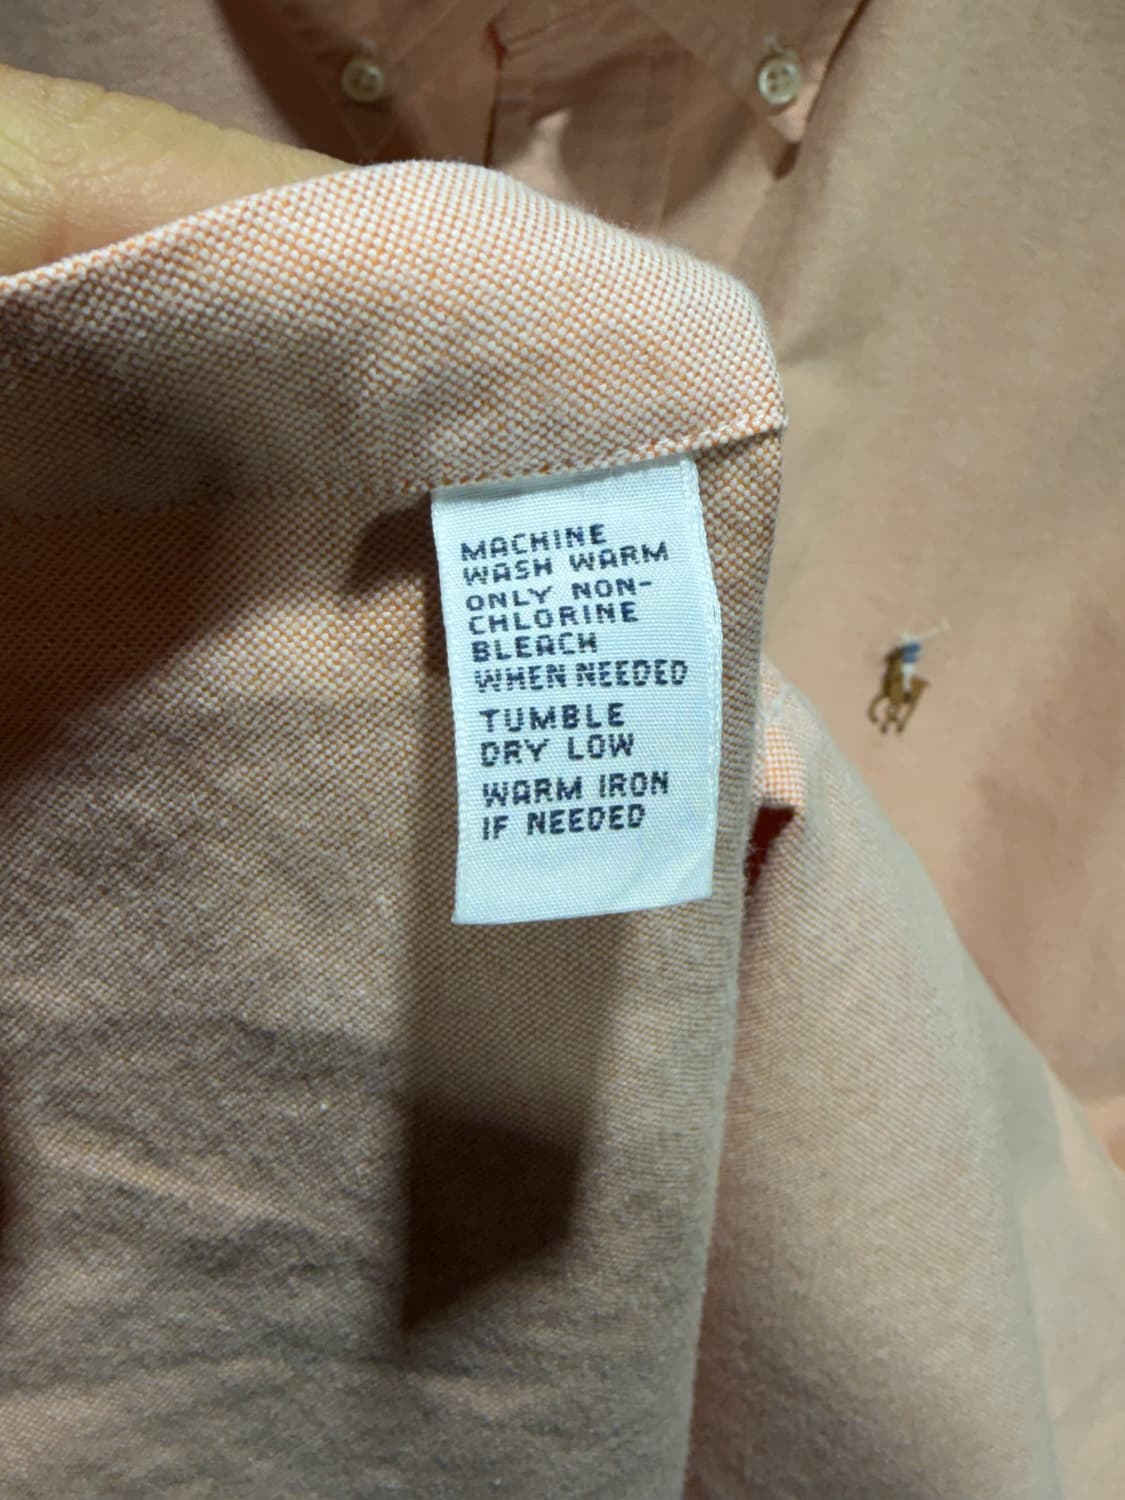 MACHINE
WASH WARM
ONLY NON-
CHLORINE
BLEACH
WHEN NEEDED
TUMBLE
DRY LOW
WARM IRON
IF NEEDED